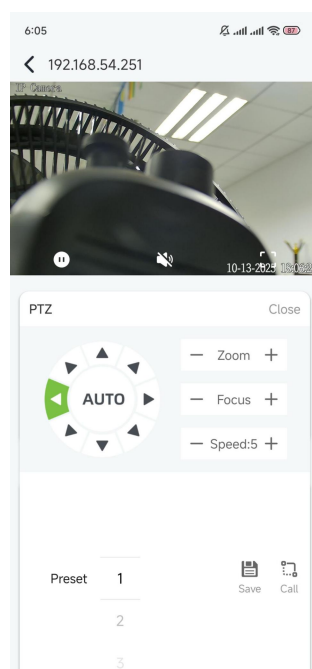 6:05
87
192.168.54.251
IP Camera
10-13-2025
PTZ
Close
AUTO
Zoom
Focus
Speed:5
Preset
1
Save
Call
2
3